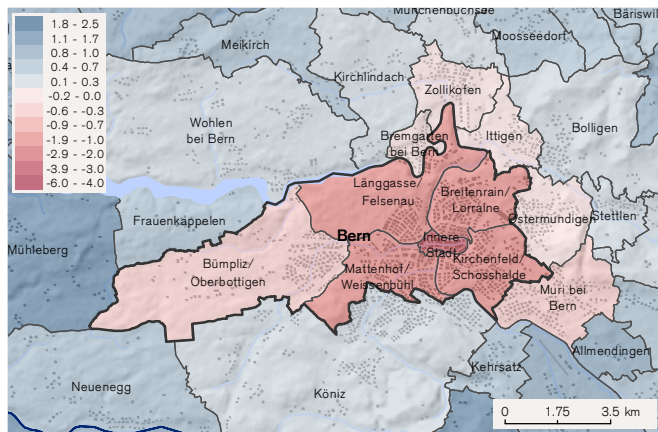 Münchenbuchsee
Bäriswil
1.8 - 2.5
1.1 - 1.7
0.8 - 1.0
0.4 - 0.7
0.1 - 0.3
-0.2 - 0.0
-0.6 - -0.3
-0.9 - -0.7
-1.9 - -1.0
-2.9 - -2.0
-3.9 - -3.0
-6.0 - -4.0
Meikirch
Moosseedorf
Kirchlindach
Zollikofen
Wohlen
bei Bern
Bremgarten
bei Bern
Ittigen
Bolligen
Länggasse/
Felsenau
Breitenrain/
Lorraine
Frauenkappelen
Ostermundigen
Stettlen
Mühleberg
Bern
Innere
Stadt
Bümpliz/
Oberbottigen
Mattenhof/
Weissenbühl
Kirchenfeld/
Schosshalde
Muri bei
Bern
Allmendingen
Kehrsatz
Neuenegg
Köniz
0 1.75 3.5 km